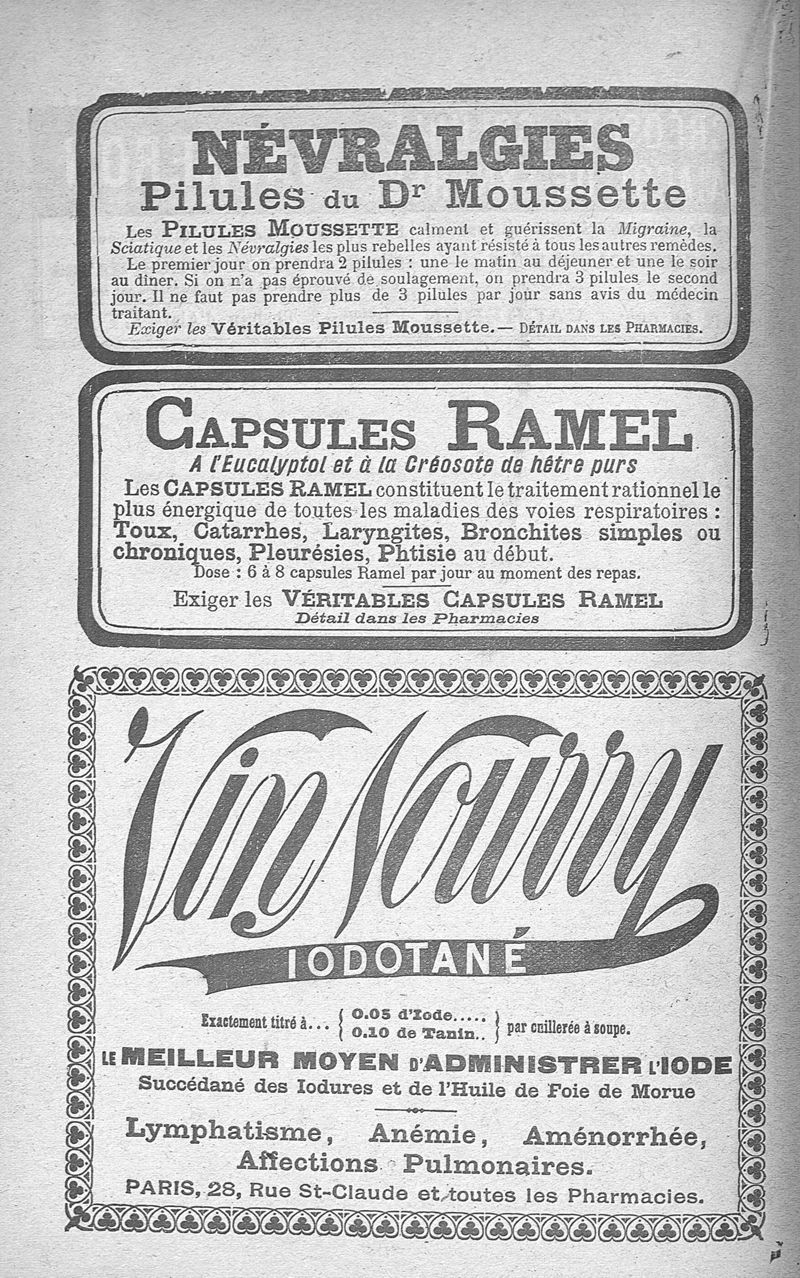 NÉVRALGIES
Pilules du Dr Moussette
Les PILULES MOUSSETTE calment et guérissent la Migraine, la
Sciatique et les Névralgies les plus rebelles ayant résisté à tous les autres remèdes.
Le premier jour on prendra 2 pilules : une le matin au déjeuner et une le soir
au dîner. Si on n'a pas éprouvé de soulagement, on prendra 3 pilules le second
jour. Il ne faut pas prendre plus de 3 pilules par jour sans avis du médecin
traitant.
Exiger les Véritables Pilules Moussette. — DÉTAIL DANS LES PHARMACIES.
CAPSULES RAMEL
A l'Eucalyptol et à la Créosote de hêtre purs
Les CAPSULES RAMEL constituent le traitement rationnel le
plus énergique de toutes les maladies des voies respiratoires :
Toux, Catarrhes, Laryngites, Bronchites simples ou
chroniques, Pleurésies, Phtisie au début.
Dose : 6 à 8 capsules Ramel par jour au moment des repas.
Exiger les VÉRITABLES CAPSULES RAMEL
Détail dans les Pharmacies
Vin Nourry
IODOTANÉ
Exactement titré à... { 0.05 d'Iode..... } par cuillerée à soupe.
0.10 de Tanin..
LE MEILLEUR MOYEN D'ADMINISTRER L'IODE
Succédané des Iodures et de l'Huile de Foie de Morue
Lymphatisme, Anémie, Aménorrhée,
Affections Pulmonaires.
PARIS, 28, Rue St-Claude et toutes les Pharmacies.